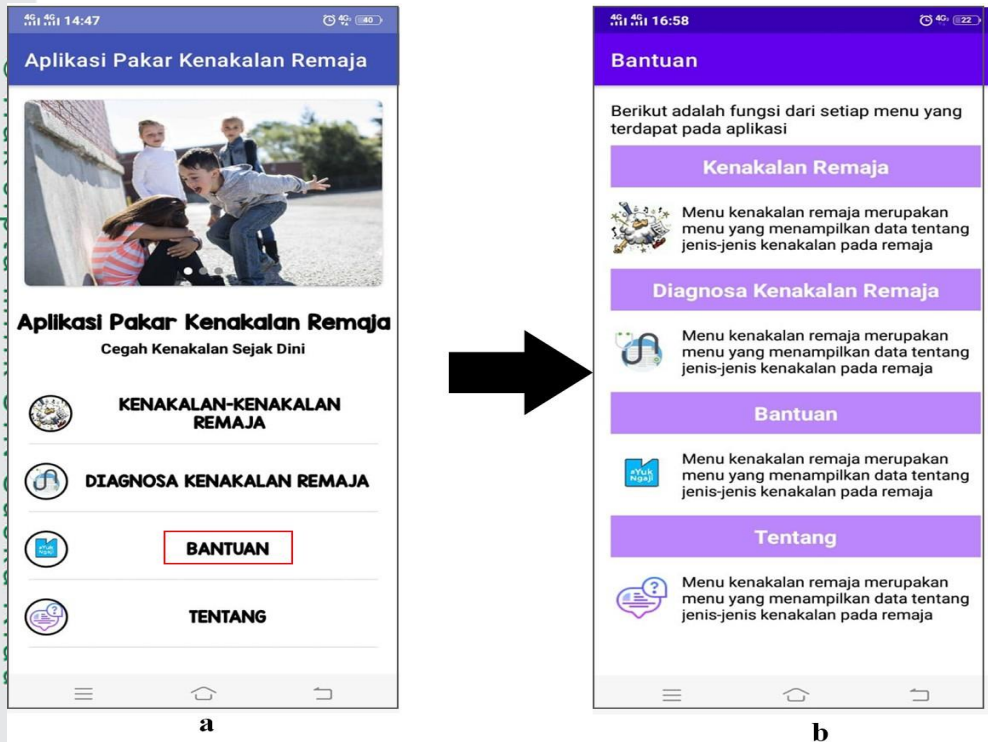 14:47
40
Aplikasi Pakar Kenakalan Remaja
Aplikasi Pakar Kenakalan Remaja
Cegah Kenakalan Sejak Dini
KENAKALAN-KENAKALAN
REMAJA
DIAGNOSA KENAKALAN REMAJA
BANTUAN
TENTANG
a
16:58
22
Bantuan
Berikut adalah fungsi dari setiap menu yang
terdapat pada aplikasi
Kenakalan Remaja
Menu kenakalan remaja merupakan
menu yang menampilkan data tentang
jenis-jenis kenakalan pada remaja
Diagnosa Kenakalan Remaja
Menu kenakalan remaja merupakan
menu yang menampilkan data tentang
jenis-jenis kenakalan pada remaja
Bantuan
#Yuk
Ngaji
Menu kenakalan remaja merupakan
menu yang menampilkan data tentang
jenis-jenis kenakalan pada remaja
Tentang
Menu kenakalan remaja merupakan
menu yang menampilkan data tentang
jenis-jenis kenakalan pada remaja
b